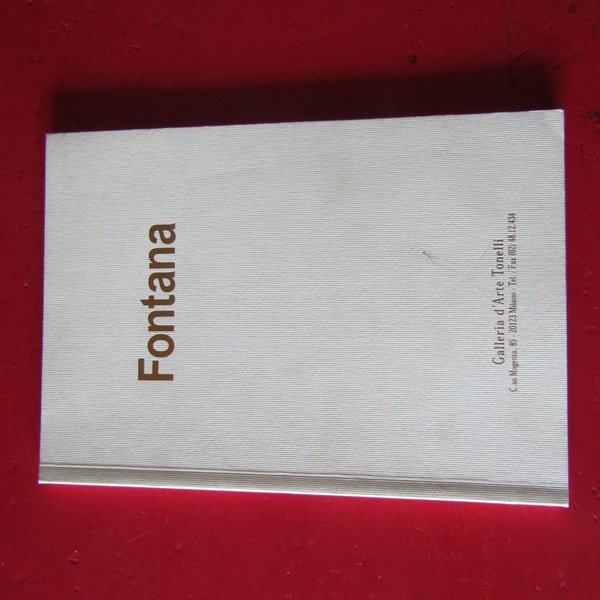 Fontana
Galleria d'Arte Tonelli
C.so Magenta, 85 - 20123 Milano - Tel. / Fax (02) 48.12.434